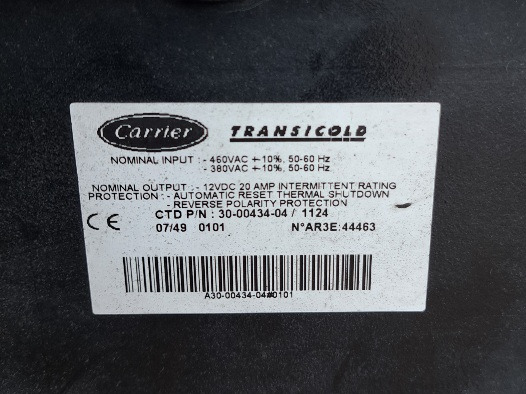 Carrier TRANSICOLD
NOMINAL INPUT : - 460VAC +-10%, 50-60 Hz
- 380VAC +-10%, 50-60 Hz
NOMINAL OUTPUT : - 12VDC 20 AMP INTERMITTENT RATING
PROTECTION : - AUTOMATIC RESET THERMAL SHUTDOWN
- REVERSE POLARITY PROTECTION
CTD P/N : 30-00434-04 / 1124
CE 07/49 0101 N°AR3E:44463
A30-00434-04#0101